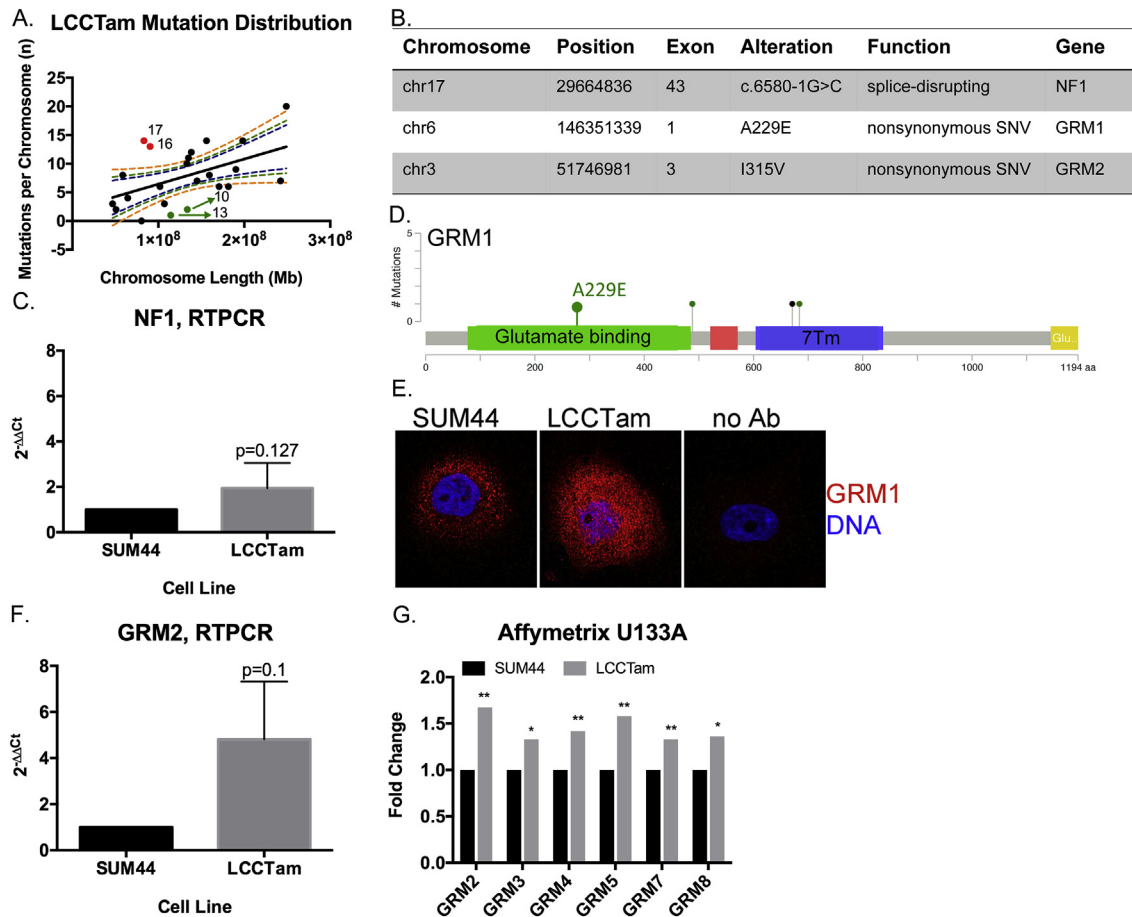 A.
LCCTam Mutation Distribution
Mutations per Chromosome (n)
25
20
15
10
5
0
-5
17
16
10
13
1×10⁸
2×10⁸
3×10⁸
Chromosome Length (Mb)
B.
Chromosome Position Exon Alteration Function Gene
chr17 29664836 43 c.6580-1G>C splice-disrupting NF1
chr6 146351339 1 A229E nonsynonymous SNV GRM1
chr3 51746981 3 I315V nonsynonymous SNV GRM2
C.
NF1, RTPCR
2^-ΔΔCt
8
6
4
2
0
p=0.127
SUM44 LCCTam
Cell Line
D.
GRM1
# Mutations
5
0
A229E
Glutamate binding
7Tm
Glu..
0 200 400 600 800 1000 1194 aa
E.
SUM44 LCCTam no Ab
GRM1
DNA
F.
GRM2, RTPCR
2^-ΔΔCt
8
6
4
2
0
p=0.1
SUM44 LCCTam
Cell Line
G.
Affymetrix U133A
SUM44 LCCTam
Fold Change
2.0
1.5
1.0
0.5
0.0
** * ** ** ** *
GRM2 GRM3 GRM4 GRM5 GRM7 GRM8